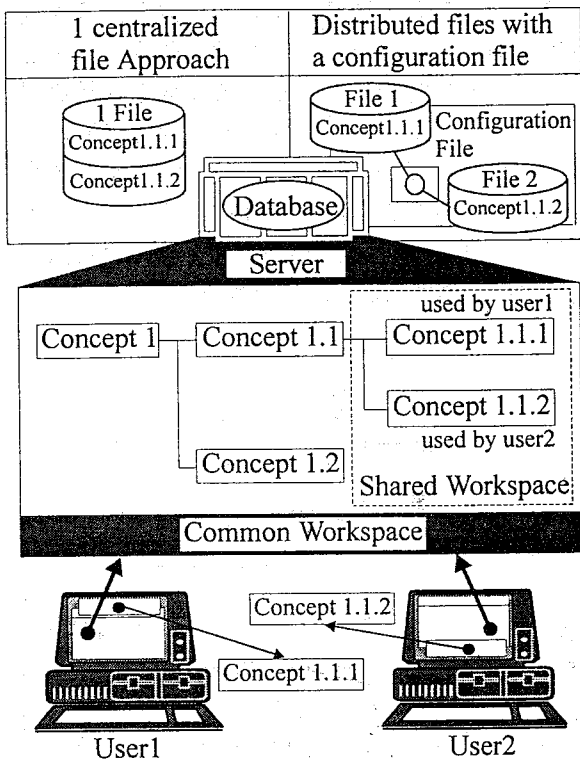 1 centralized
file Approach
Distributed files with
a configuration file
1 File
Concept1.1.1
Concept1.1.2
File 1
Concept1.1.1
Configuration
File
File 2
Concept1.1.2
Database
Server
used by user1
Concept 1
Concept 1.1
Concept 1.1.1
Concept 1.1.2
used by user2
Concept 1.2
Shared Workspace
Common Workspace
Concept 1.1.2
Concept 1.1.1
User1
User2